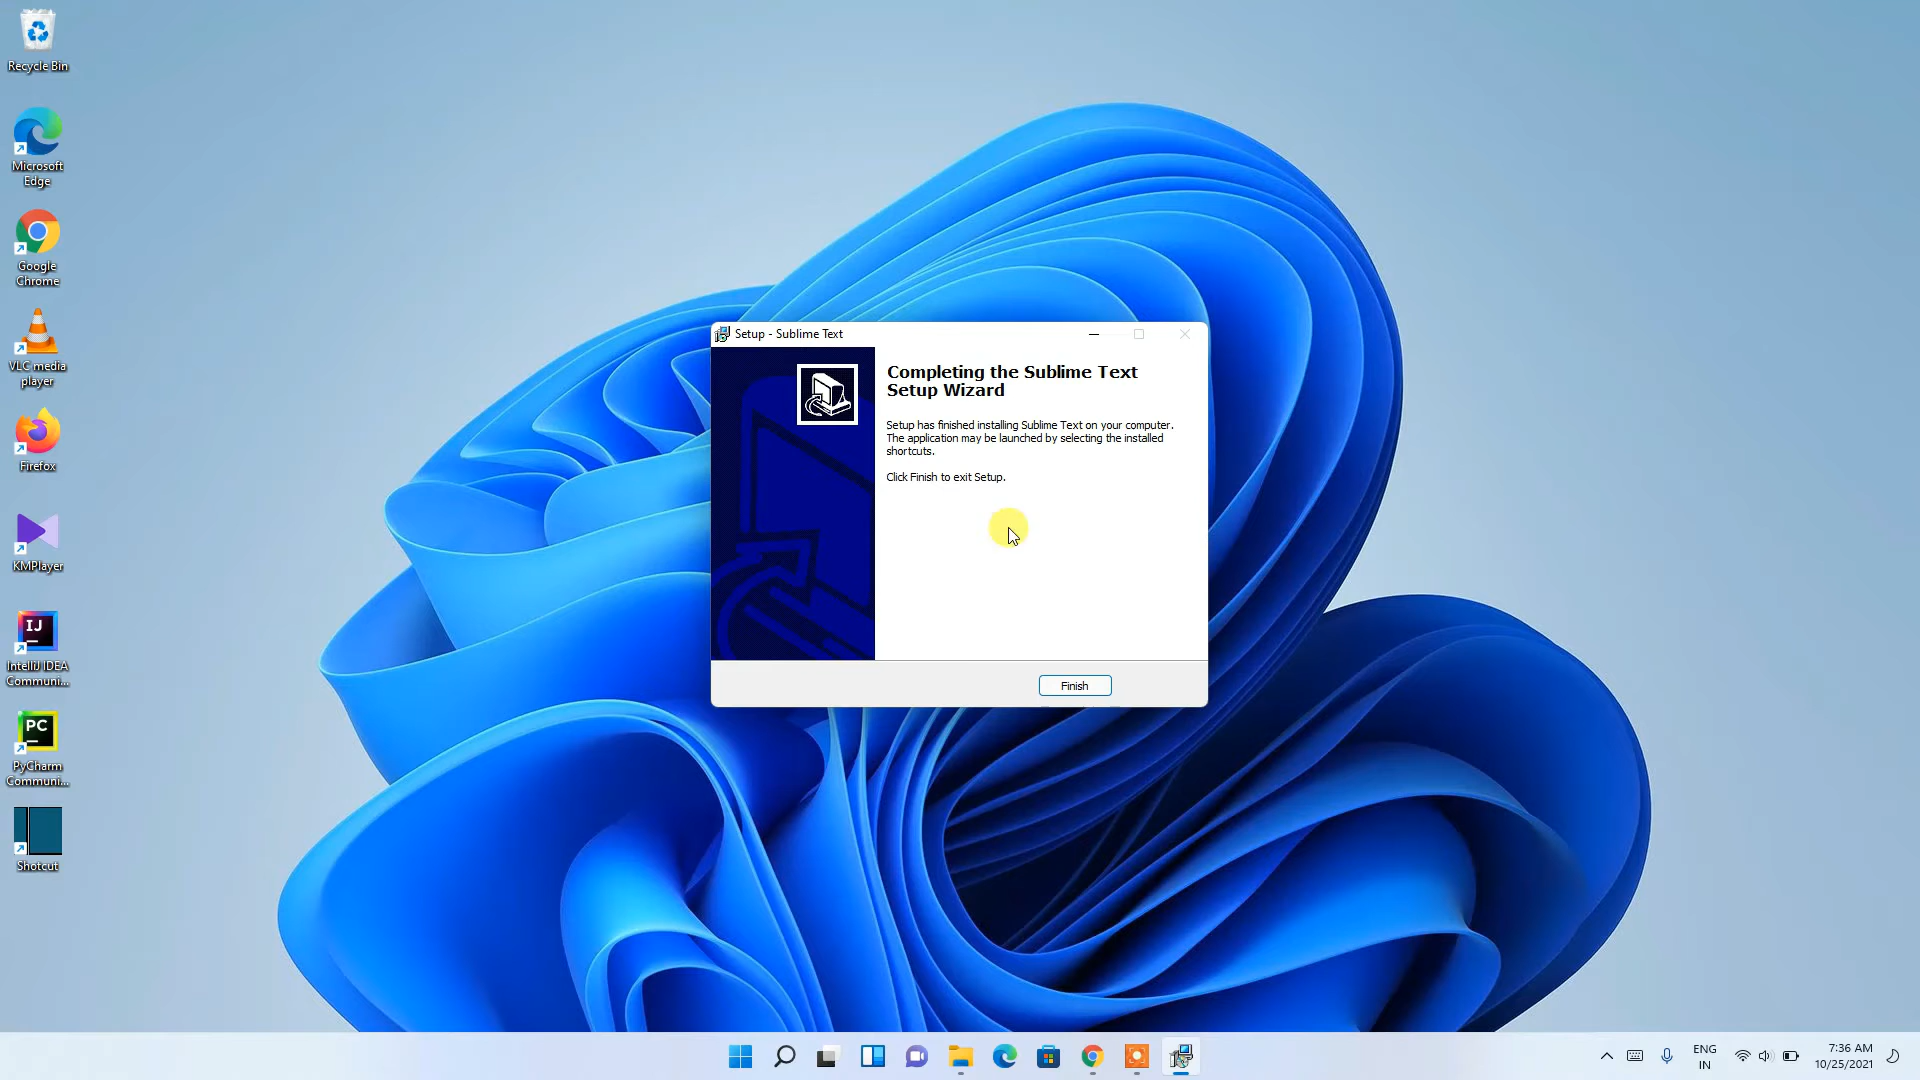 Recycle Bin
Microsoft
Edge
Google
Chrome
VLC media
player
Firefox
KMPlayer
IJ
IntelliJ IDEA
Communi...
PC
PyCharm
Communi...
Shotcut
Setup - Sublime Text
Completing the Sublime Text
Setup Wizard
Setup has finished installing Sublime Text on your computer.
The application may be launched by selecting the installed
shortcuts.
Click Finish to exit Setup.
Finish
ENG
IN
7:36 AM
10/25/2021